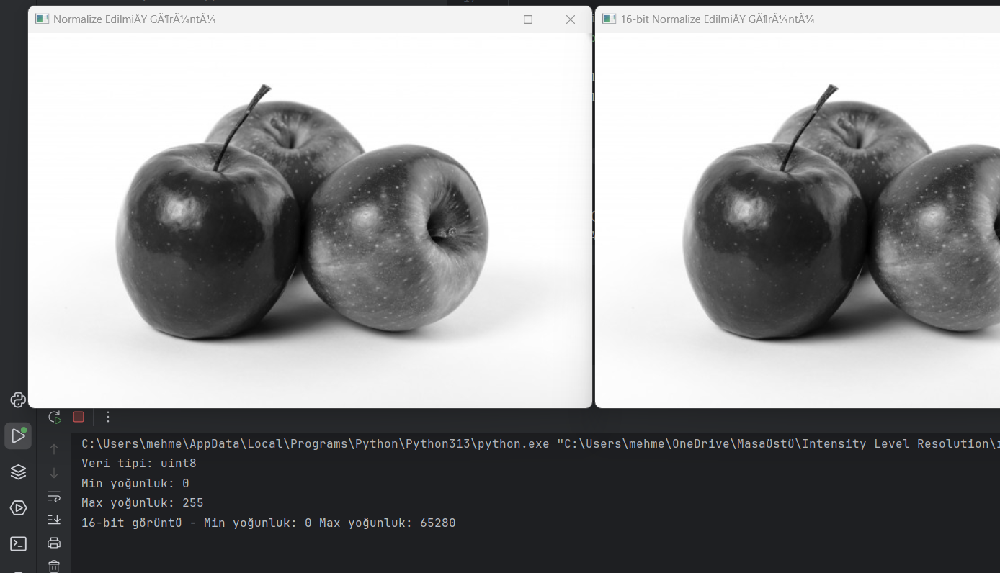 Normalize EdilmiÅŸ GÃ¶rÃ¼ntÃ¼
16-bit Normalize EdilmiÅŸ GÃ¶rÃ¼ntÃ¼
C:\Users\mehme\AppData\Local\Programs\Python\Python313\python.exe "C:\Users\mehme\OneDrive\Masaüstü\Intensity Level Resolution\
Veri tipi: uint8
Min yoğunluk: 0
Max yoğunluk: 255
16-bit görüntü - Min yoğunluk: 0 Max yoğunluk: 65280